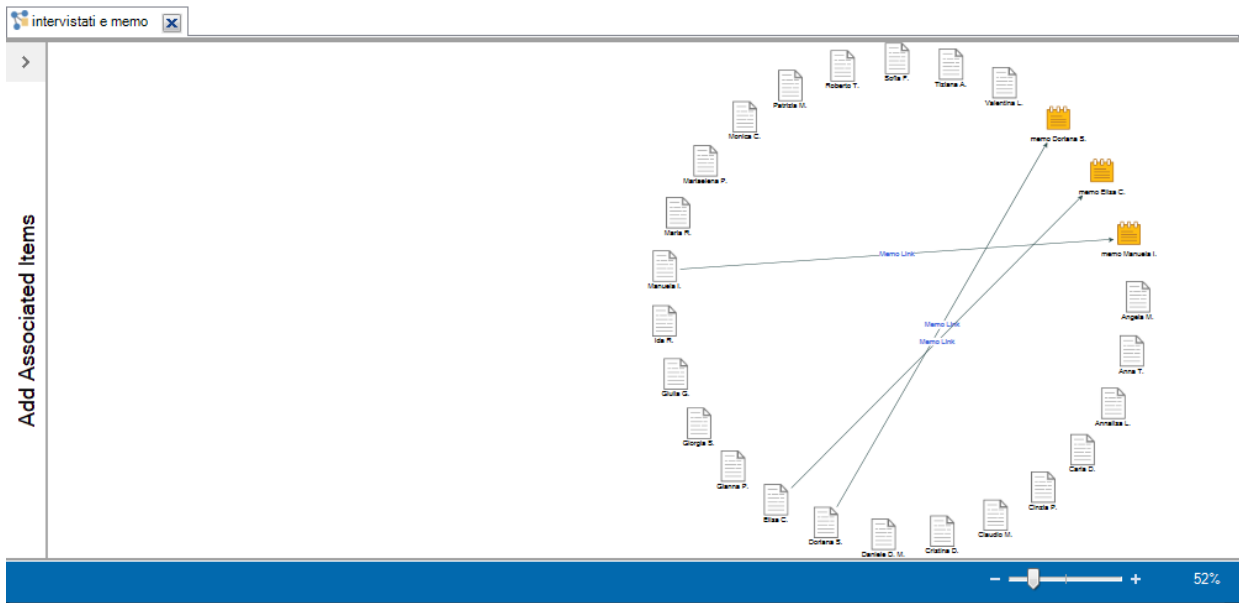 intervistati e memo
Add Associated Items
Sofia F.
Roberto T.
Tiziana A.
Patrizia M.
Valentina L.
Monica C.
memo Doriana S.
Mariaelena P.
memo Elisa C.
Maria R.
Memo Link
memo Manuela I.
Manuela I.
Angela M.
Memo Link
Ida R.
Memo Link
Anna T.
Giulia G.
Annalisa L.
Giorgia S.
Carla D.
Gianna P.
Cinzia P.
Elisa C.
Claudio M.
Doriana S.
Cristina D.
Daniela D. M.
52%